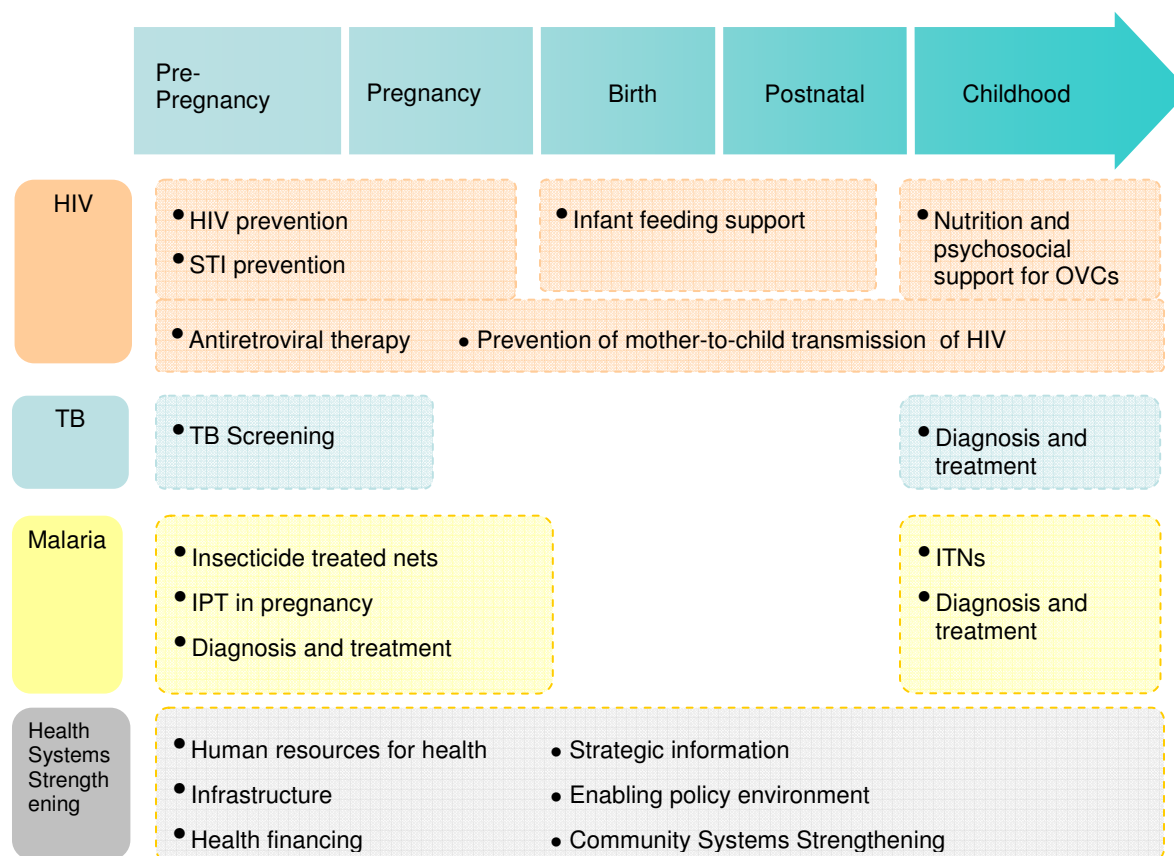 Pre-
Pregnancy
Pregnancy
Birth
Postnatal
Childhood
HIV
• HIV prevention
• STI prevention
• Infant feeding support
• Nutrition and
psychosocial
support for OVCs
• Antiretroviral therapy • Prevention of mother-to-child transmission of HIV
TB
• TB Screening
• Diagnosis and
treatment
Malaria
• Insecticide treated nets
• IPT in pregnancy
• Diagnosis and treatment
• ITNs
• Diagnosis and
treatment
Health
Systems
Strength
ening
• Human resources for health
• Infrastructure
• Health financing
• Strategic information
• Enabling policy environment
• Community Systems Strengthening